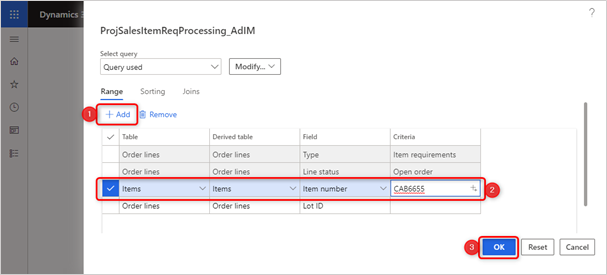 Dynamics 3
?
ProjSalesItemReqProcessing_AdIM
Select query
Query used Modify...
Range Sorting Joins
1 + Add Remove
Table Derived table Field Criteria
Order lines Order lines Type Item requirements
Order lines Order lines Line status Open order
Items Items Item number CAB6655 2
Order lines Order lines Lot ID
3 OK Reset Cancel